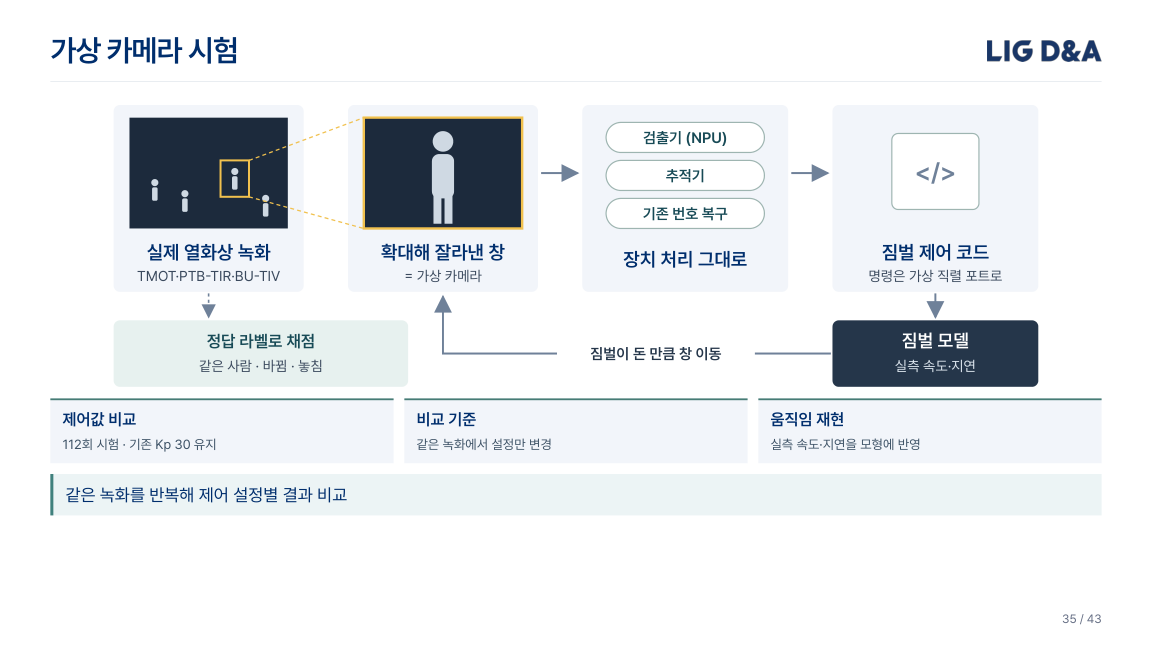 가상 카메라 시험
LIG D&A
검출기 (NPU)
추적기
기존 번호 복구
</>
실제 열화상 녹화
TMOT·PTB-TIR·BU-TIV
확대해 잘라낸 창
= 가상 카메라
장치 처리 그대로
짐벌 제어 코드
명령은 가상 직렬 포트로
정답 라벨로 채점
같은 사람 · 바뀜 · 놓침
짐벌이 돈 만큼 창 이동
짐벌 모델
실측 속도·지연
제어값 비교
112회 시험 · 기존 Kp 30 유지
비교 기준
같은 녹화에서 설정만 변경
움직임 재현
실측 속도·지연을 모형에 반영
같은 녹화를 반복해 제어 설정별 결과 비교
35 / 43